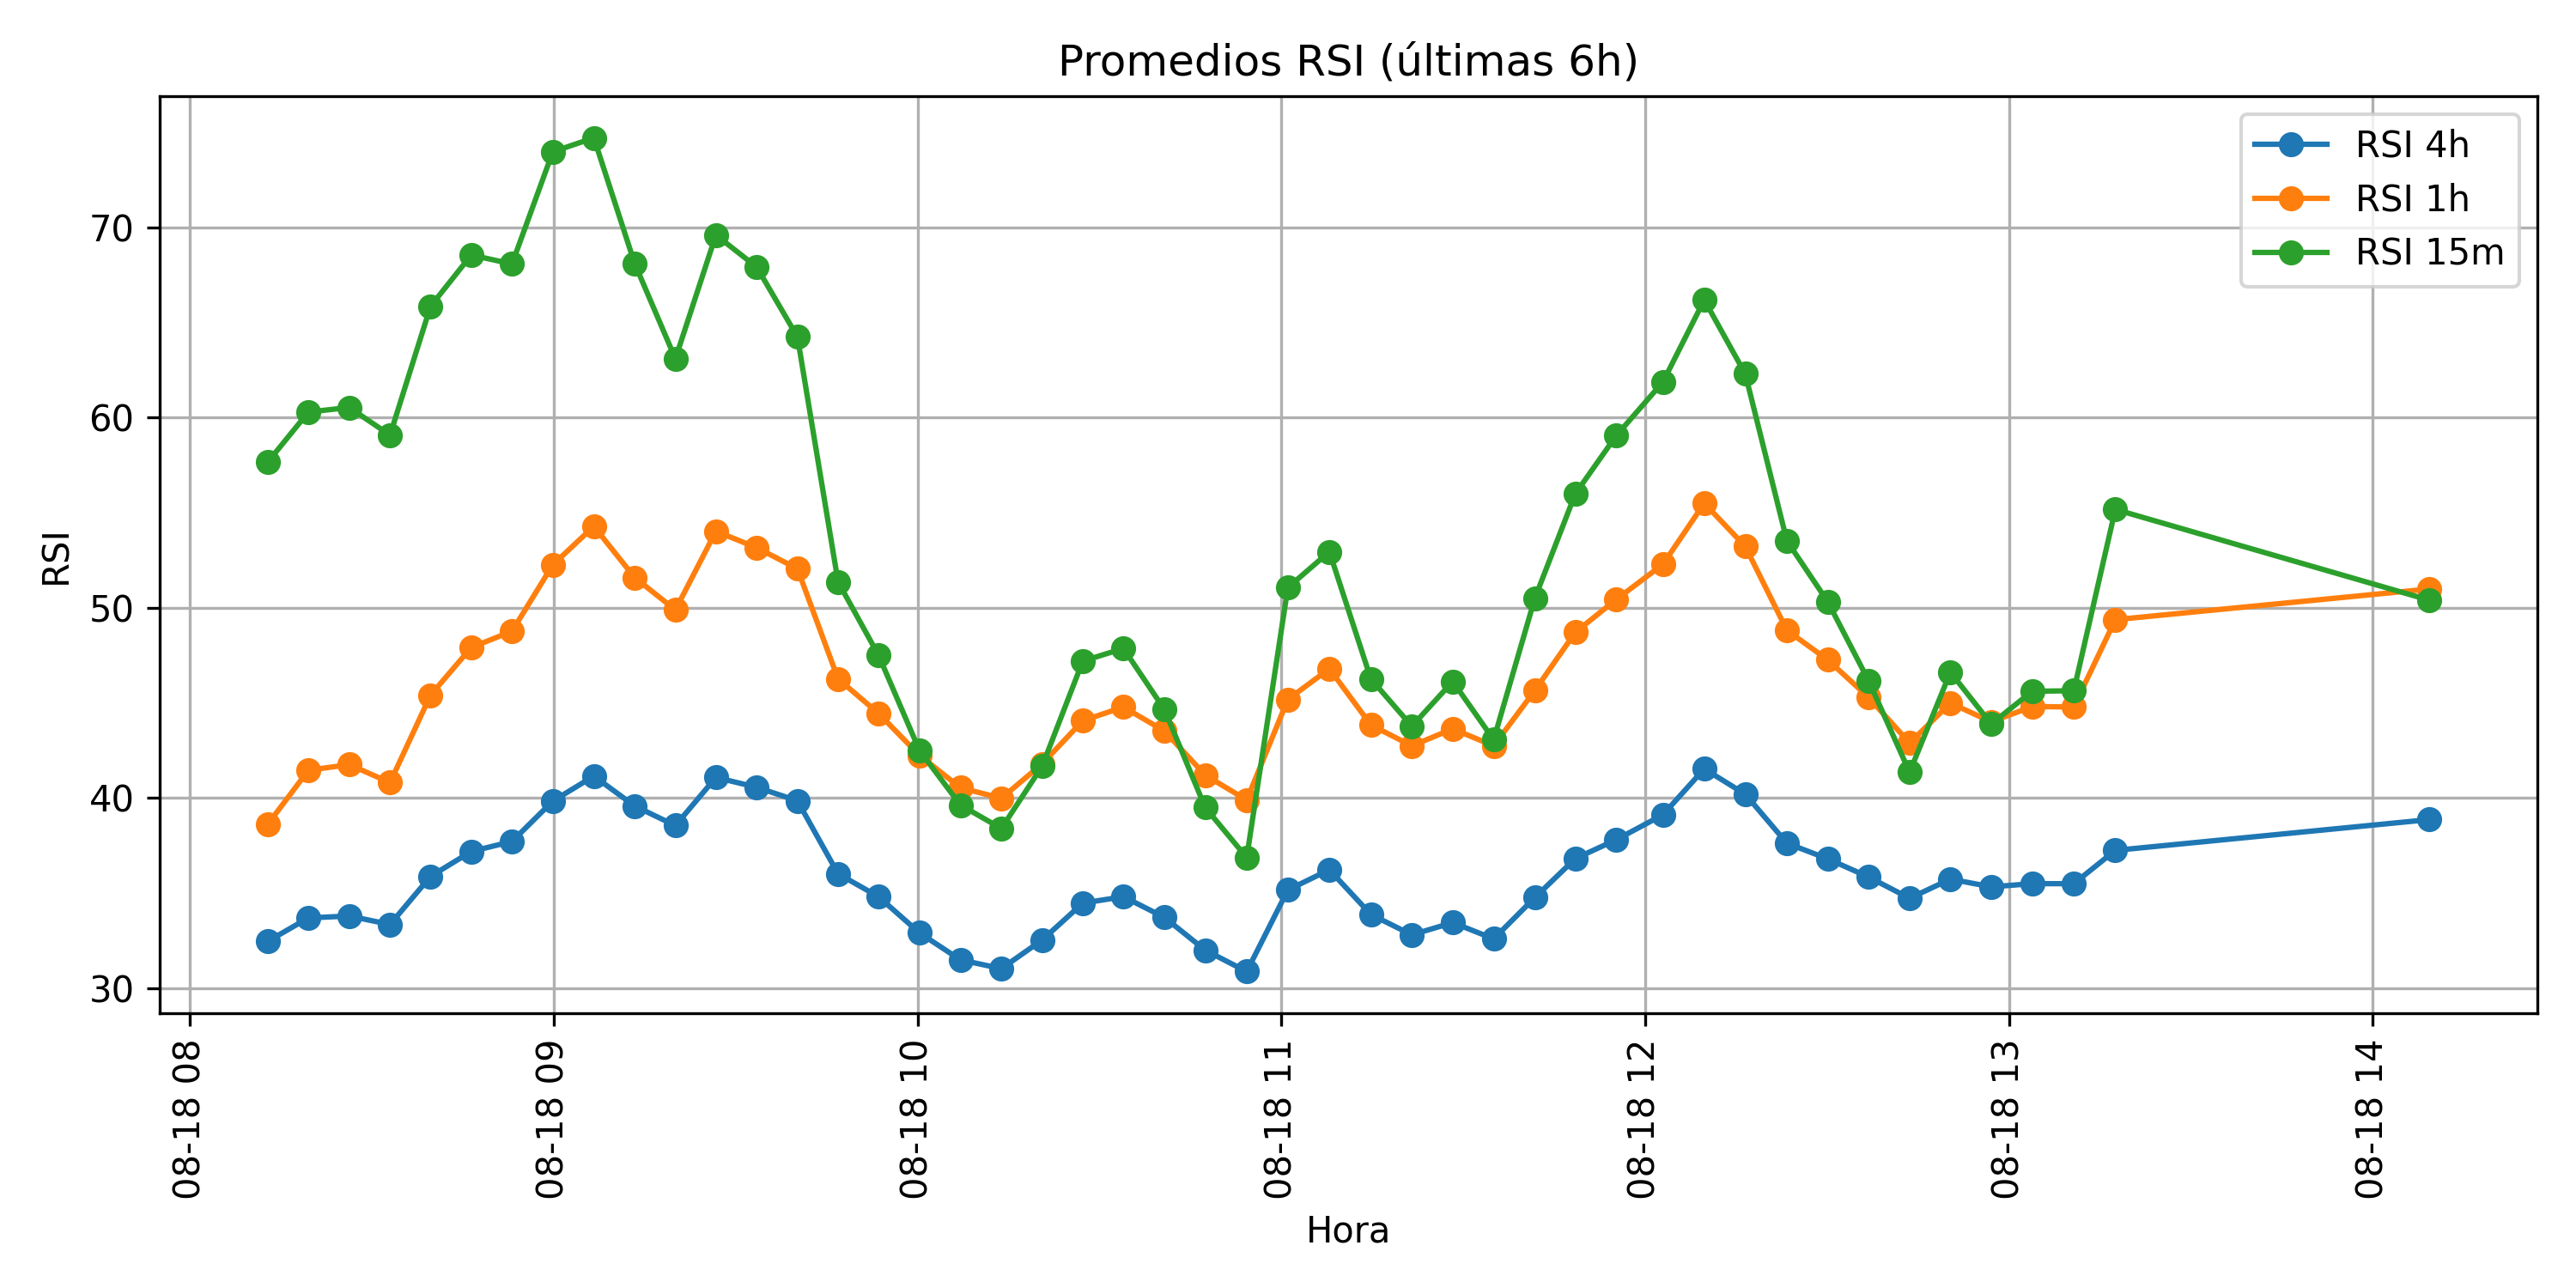 Promedios RSI (últimas 6h)
RSI 4h
RSI 1h
RSI 15m
RSI
70
60
50
40
30
08-18 08
08-18 09
08-18 10
08-18 11
08-18 12
08-18 13
08-18 14
Hora